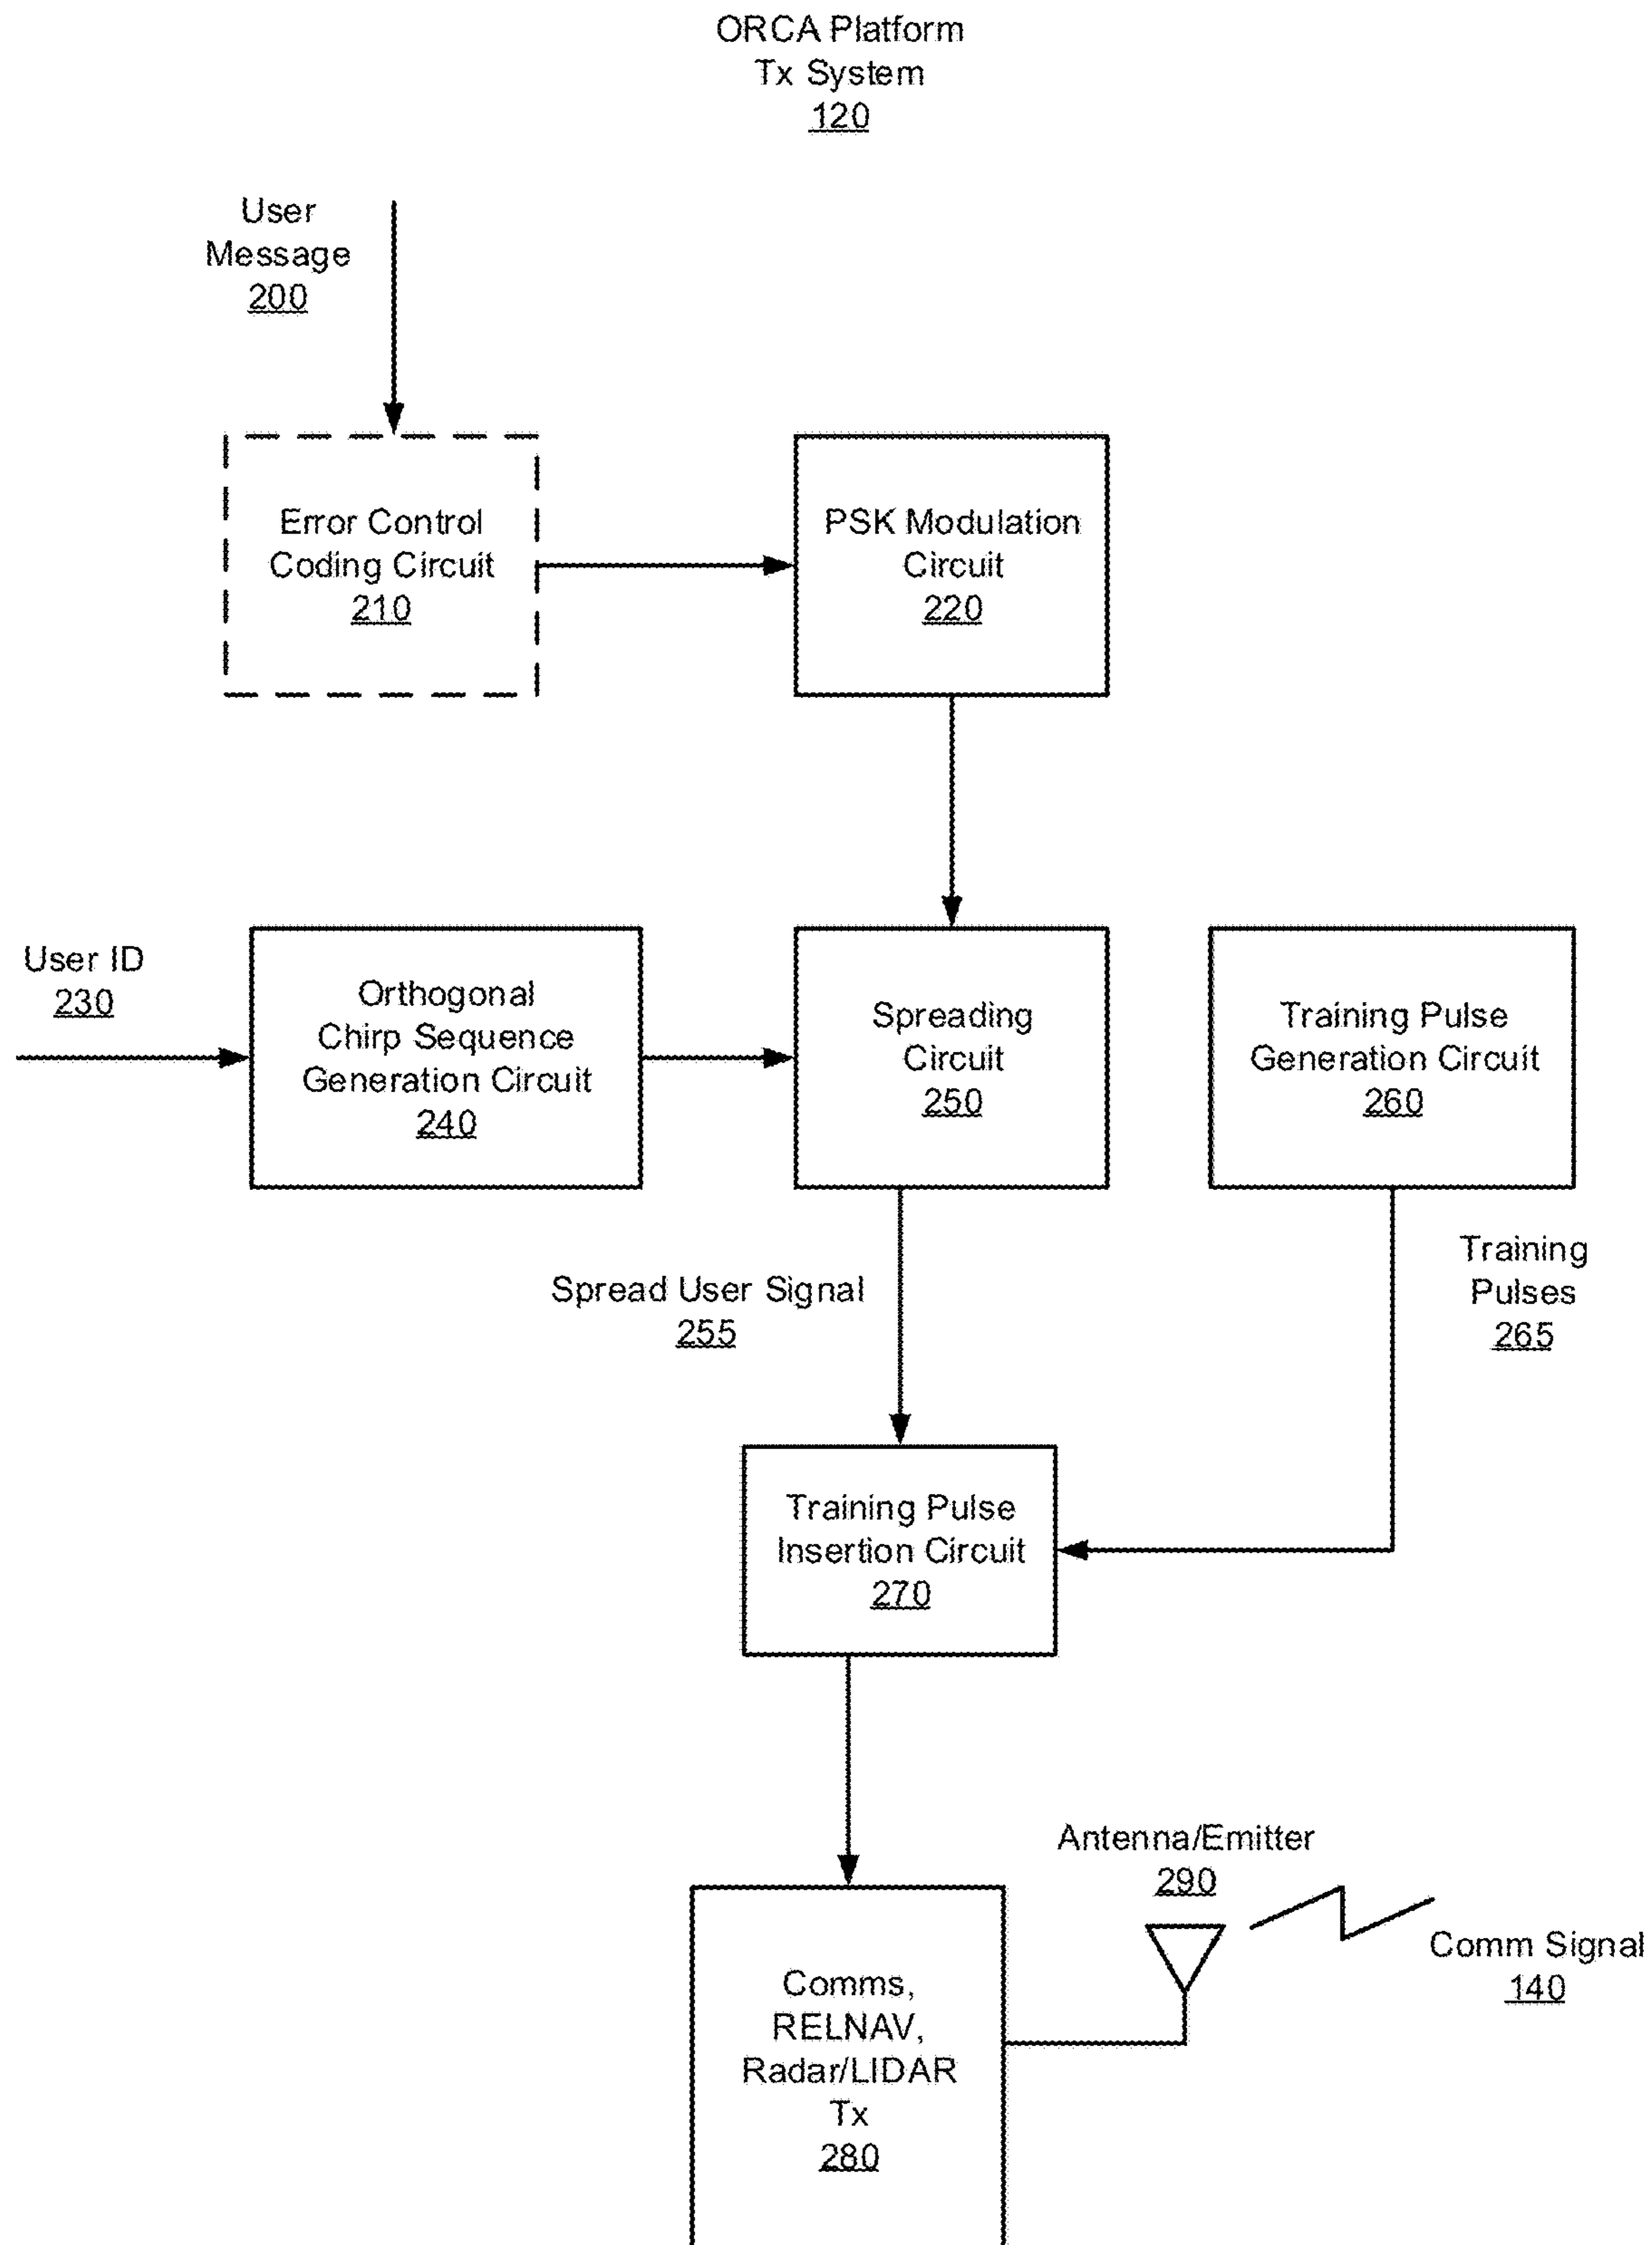 ORCA Platform
Tx System
120
User
Message
200
Error Control
Coding Circuit
210
PSK Modulation
Circuit
220
User ID
230
Orthogonal
Chirp Sequence
Generation Circuit
240
Spreading
Circuit
250
Training Pulse
Generation Circuit
260
Spread User Signal
255
Training
Pulses
265
Training Pulse
Insertion Circuit
270
Antenna/Emitter
290
Comm Signal
140
Comms,
RELNAV,
Radar/LIDAR
Tx
280